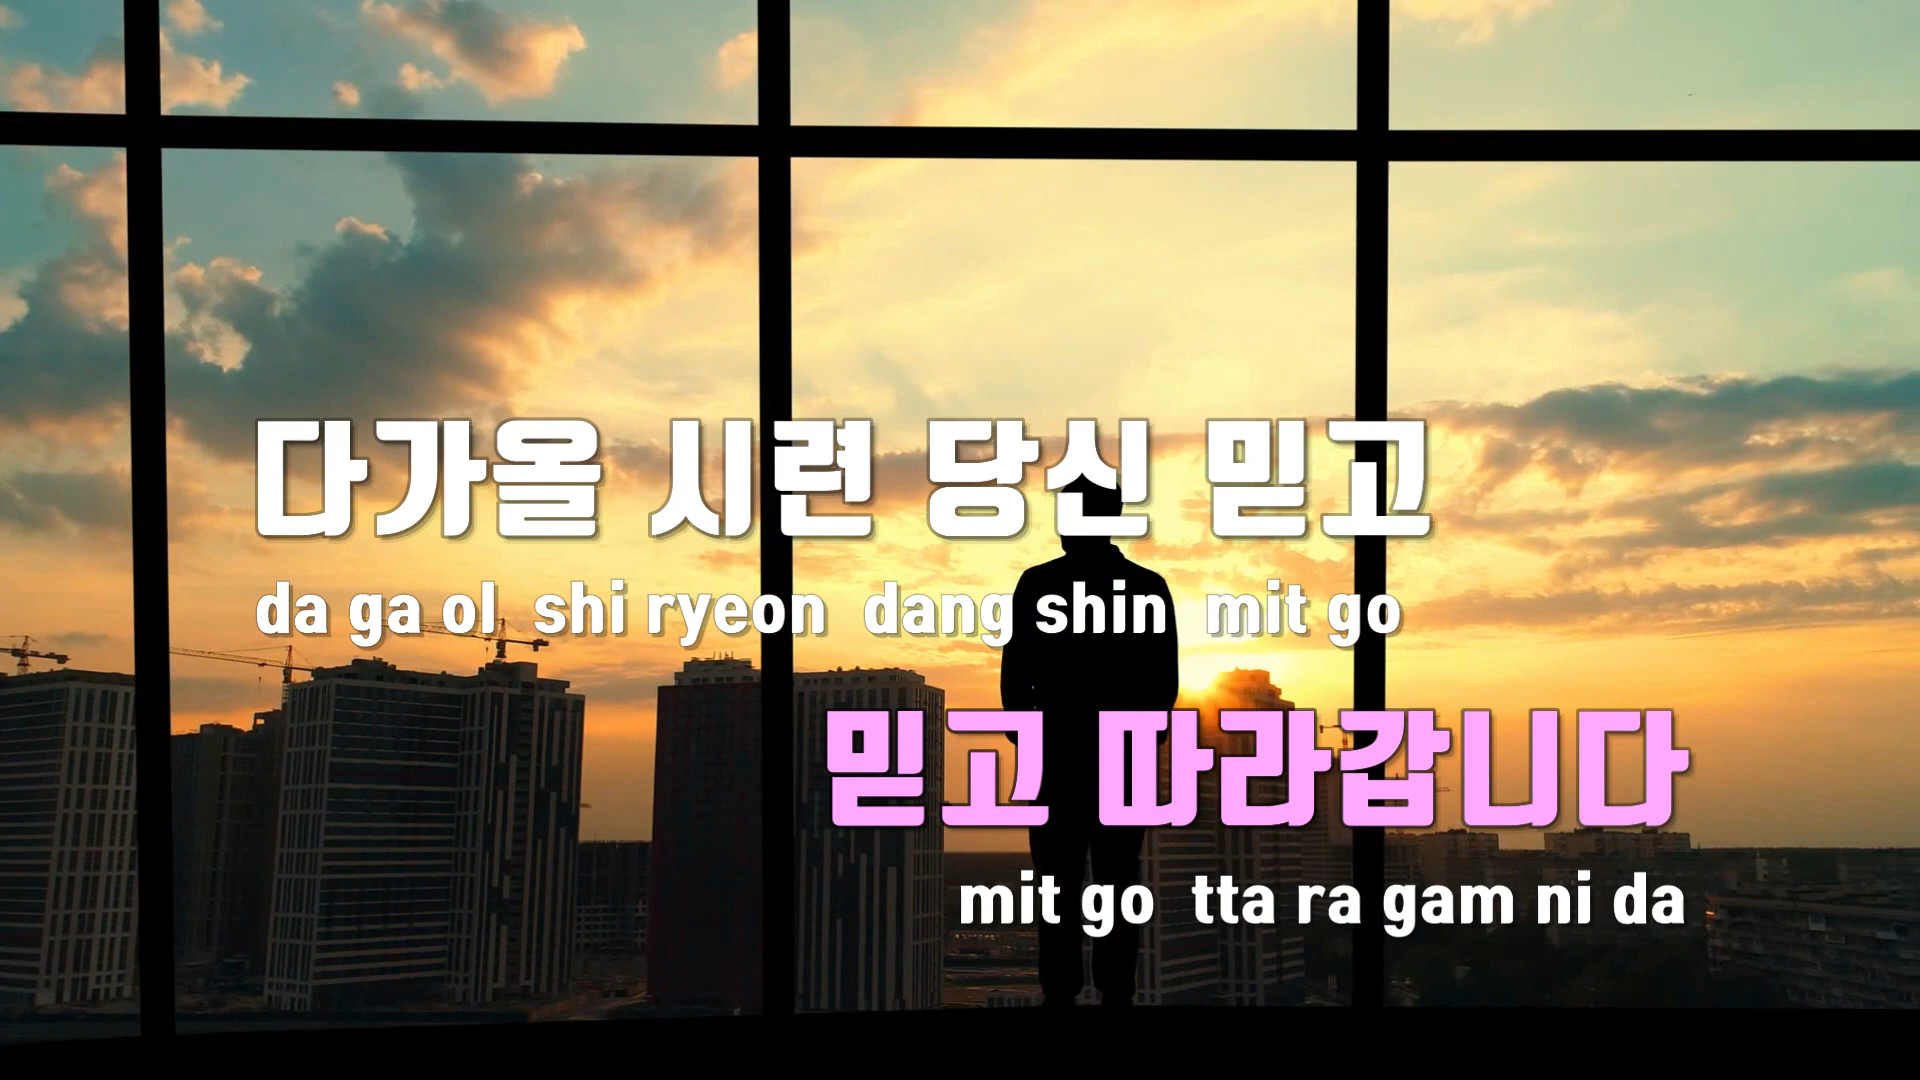 다가올 시련 당신 믿고
da ga ol shi ryeon dang shin mit go
믿고 따라갑니다
mit go tta ra gam ni da